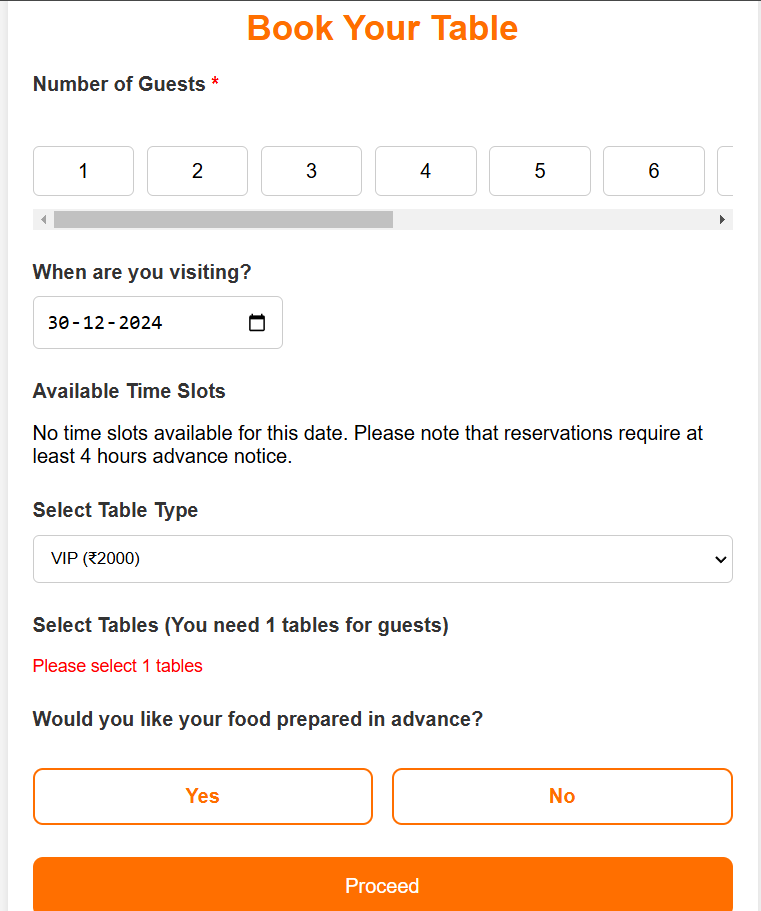 Book Your Table
Number of Guests *
1 2 3 4 5 6
When are you visiting?
30-12-2024
Available Time Slots
No time slots available for this date. Please note that reservations require at
least 4 hours advance notice.
Select Table Type
VIP (₹2000)
Select Tables (You need 1 tables for guests)
Please select 1 tables
Would you like your food prepared in advance?
Yes No
Proceed